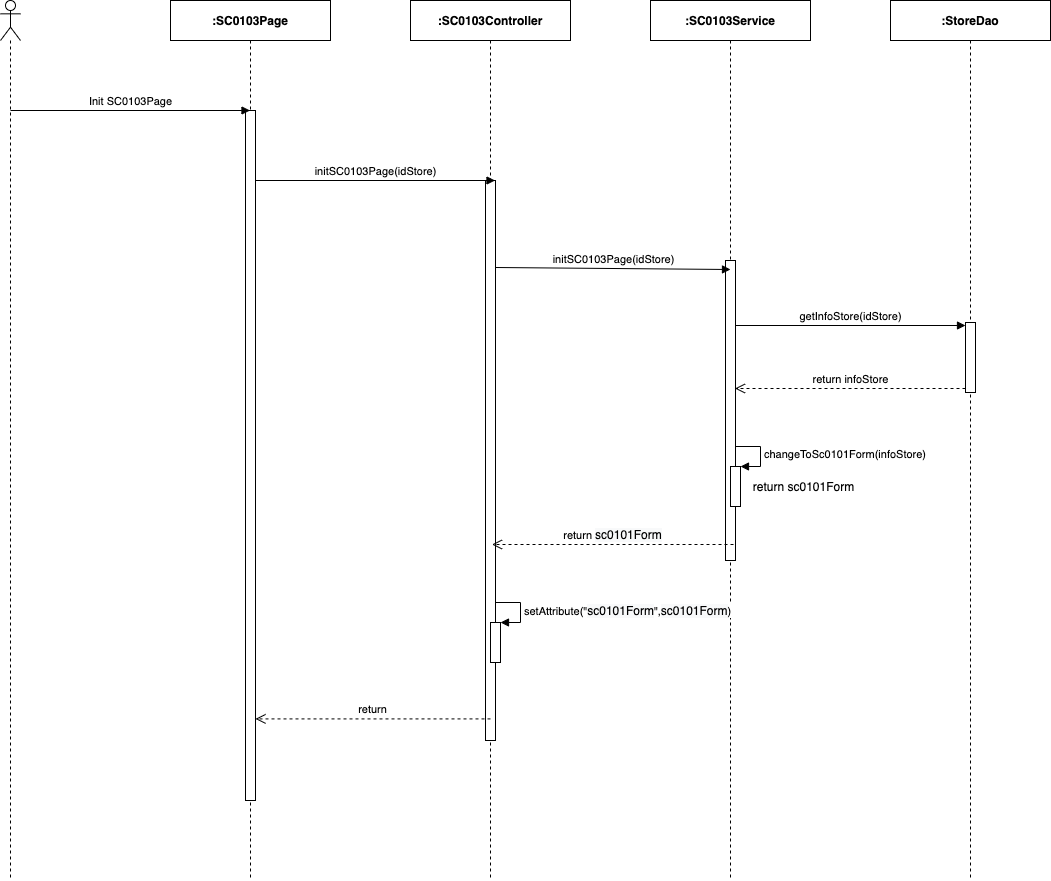 :SC0103Page
:SC0103Controller
:SC0103Service
:StoreDao
Init SC0103Page
initSC0103Page(idStore)
initSC0103Page(idStore)
getInfoStore(idStore)
return infoStore
changeToSc0101Form(infoStore)
return sc0101Form
return sc0101Form
setAttribute("sc0101Form",sc0101Form)
return